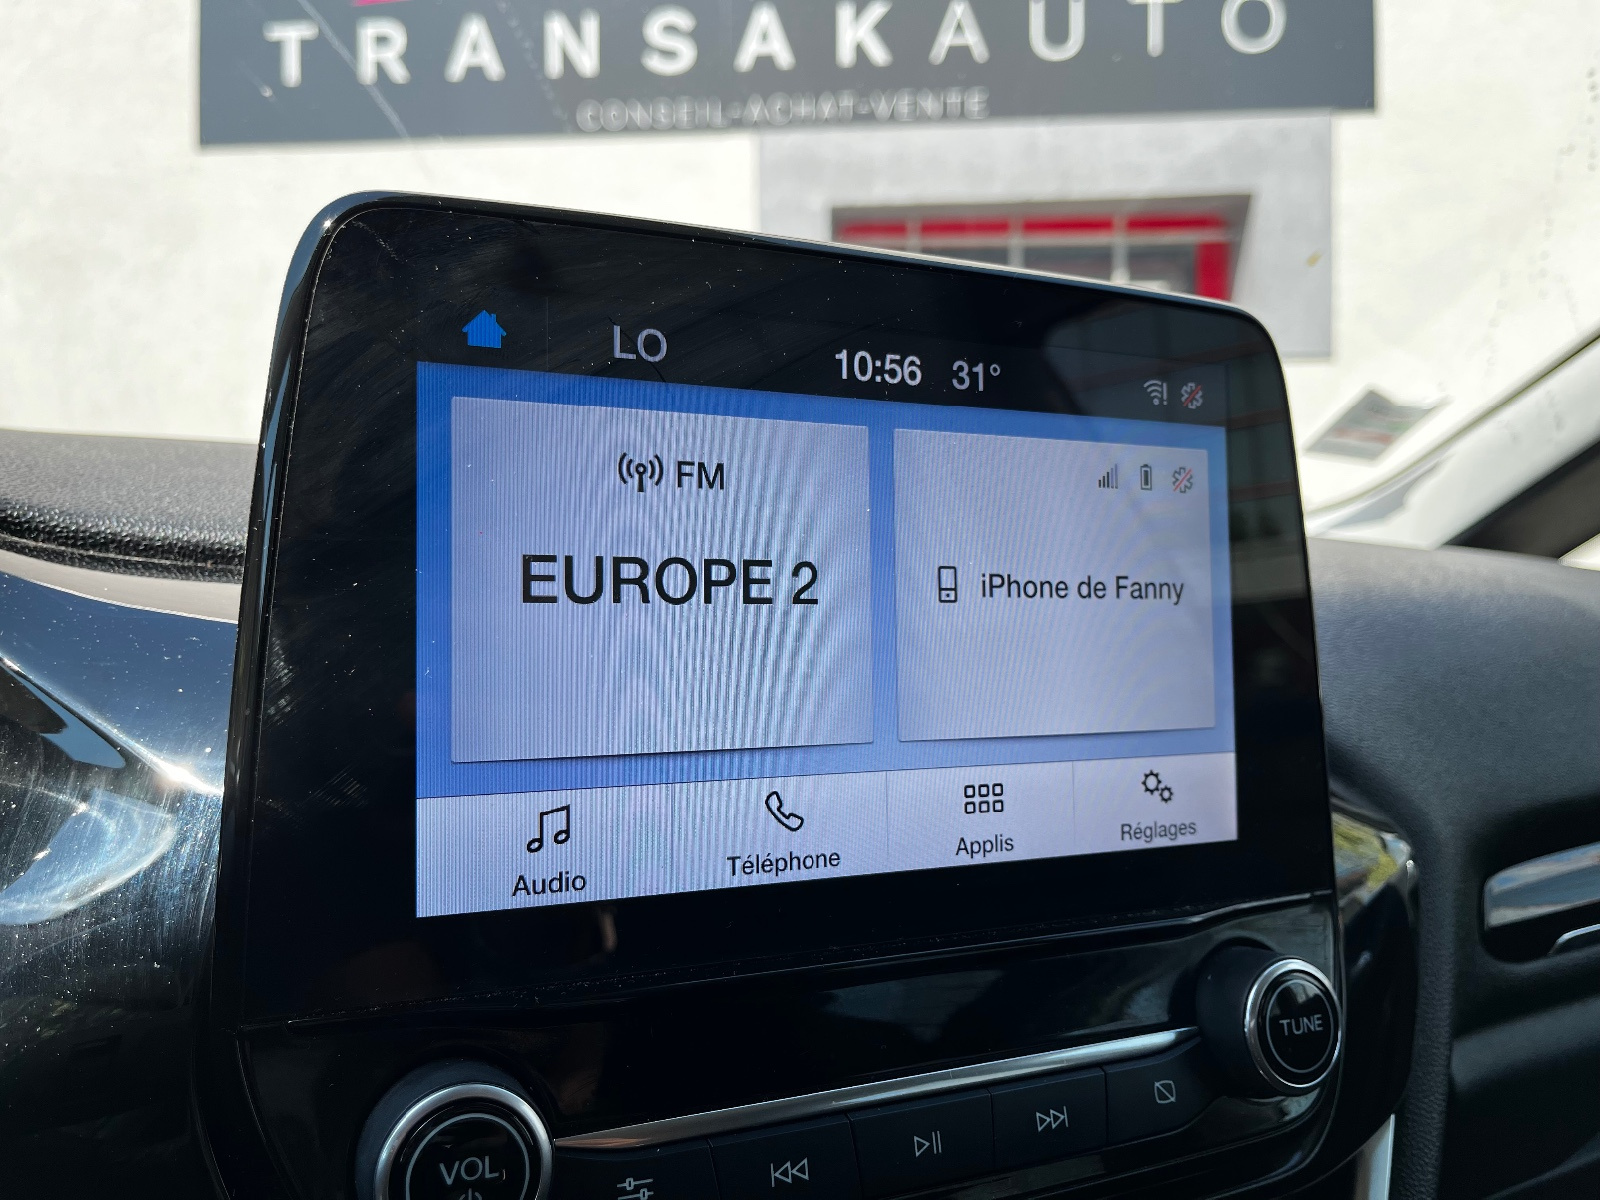 TRANSAKAUTO
CONSEIL-ACHAT-VENTE
LO
10:56 31°
FM
EUROPE 2
iPhone de Fanny
Audio
Téléphone
Applis
Réglages
TUNE
VOL